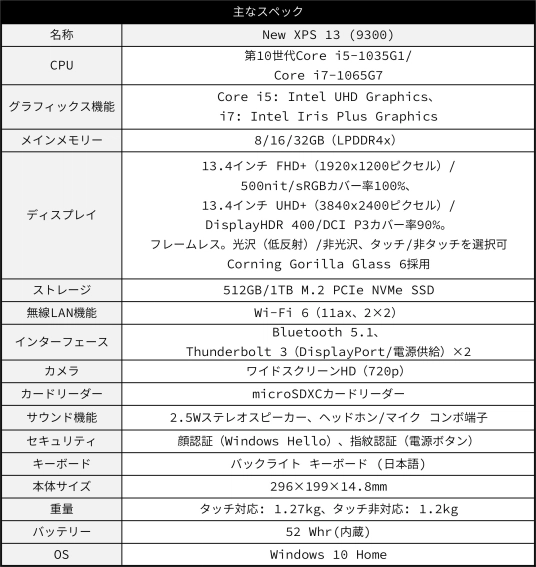 主なスペック
名称
New XPS 13 (9300)
CPU
第10世代Core i5-1035G1/
Core i7-1065G7
グラフィックス機能
Core i5: Intel UHD Graphics、
i7: Intel Iris Plus Graphics
メインメモリー
8/16/32GB（LPDDR4x）
ディスプレイ
13.4インチ FHD+（1920x1200ピクセル）/
500nit/sRGBカバー率100%、
13.4インチ UHD+（3840x2400ピクセル）/
DisplayHDR 400/DCI P3カバー率90%。
フレームレス。光沢（低反射）/非光沢、タッチ/非タッチを選択可
Corning Gorilla Glass 6採用
ストレージ
512GB/1TB M.2 PCIe NVMe SSD
無線LAN機能
Wi-Fi 6（11ax、2×2）
インターフェース
Bluetooth 5.1、
Thunderbolt 3（DisplayPort/電源供給）×2
カメラ
ワイドスクリーンHD（720p）
カードリーダー
microSDXCカードリーダー
サウンド機能
2.5Wステレオスピーカー、ヘッドホン/マイク コンボ端子
セキュリティ
顔認証（Windows Hello）、指紋認証（電源ボタン）
キーボード
バックライト キーボード (日本語)
本体サイズ
296×199×14.8mm
重量
タッチ対応: 1.27kg、タッチ非対応: 1.2kg
バッテリー
52 Whr(内蔵)
OS
Windows 10 Home